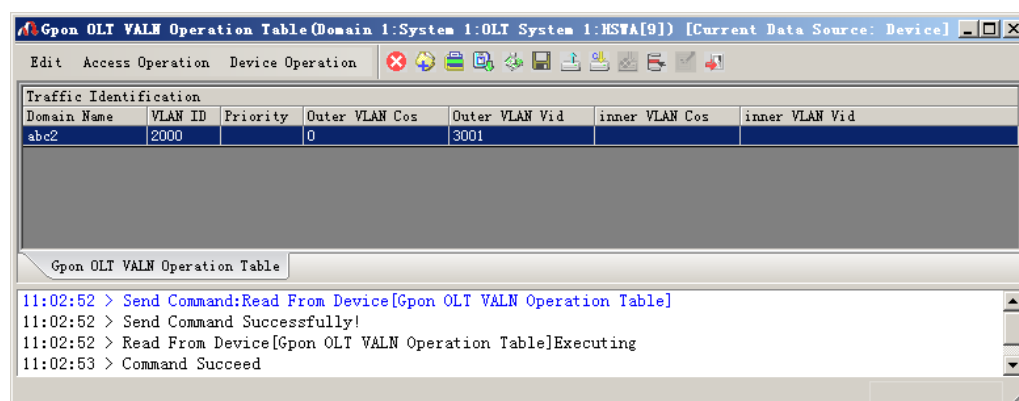 Gpon OLT VALN Operation Table(Domain 1:System 1:OLT System 1:HSWA[9]) [Current Data Source: Device]
Edit Access Operation Device Operation
Traffic Identification
Domain Name VLAN ID Priority Outer VLAN Cos Outer VLAN Vid inner VLAN Cos inner VLAN Vid
abc2 2000 0 3001
Gpon OLT VALN Operation Table
11:02:52 > Send Command:Read From Device[Gpon OLT VALN Operation Table]
11:02:52 > Send Command Successfully!
11:02:52 > Read From Device[Gpon OLT VALN Operation Table]Executing
11:02:53 > Command Succeed